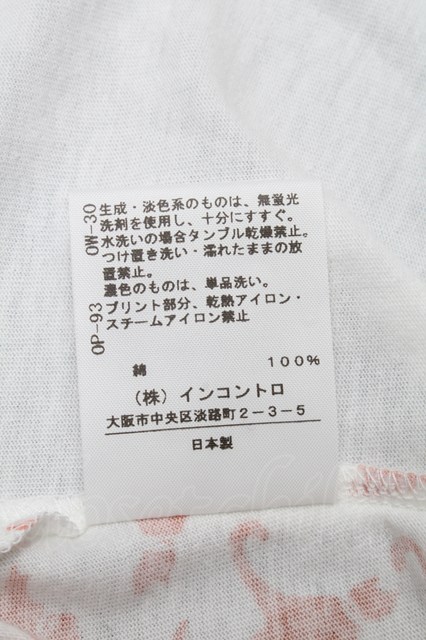 OW-30
生成・淡色系のものは、無蛍光
洗剤を使用し、十分にすすぐ。
水洗いの場合タンブル乾燥禁止。
つけ置き洗い・濡れたままの放
置禁止。
濃色のものは、単品洗い。
OP-93
プリント部分、乾熱アイロン・
スチームアイロン禁止
綿 100%
(株) インコントロ
大阪市中央区淡路町2-3-5
日本製